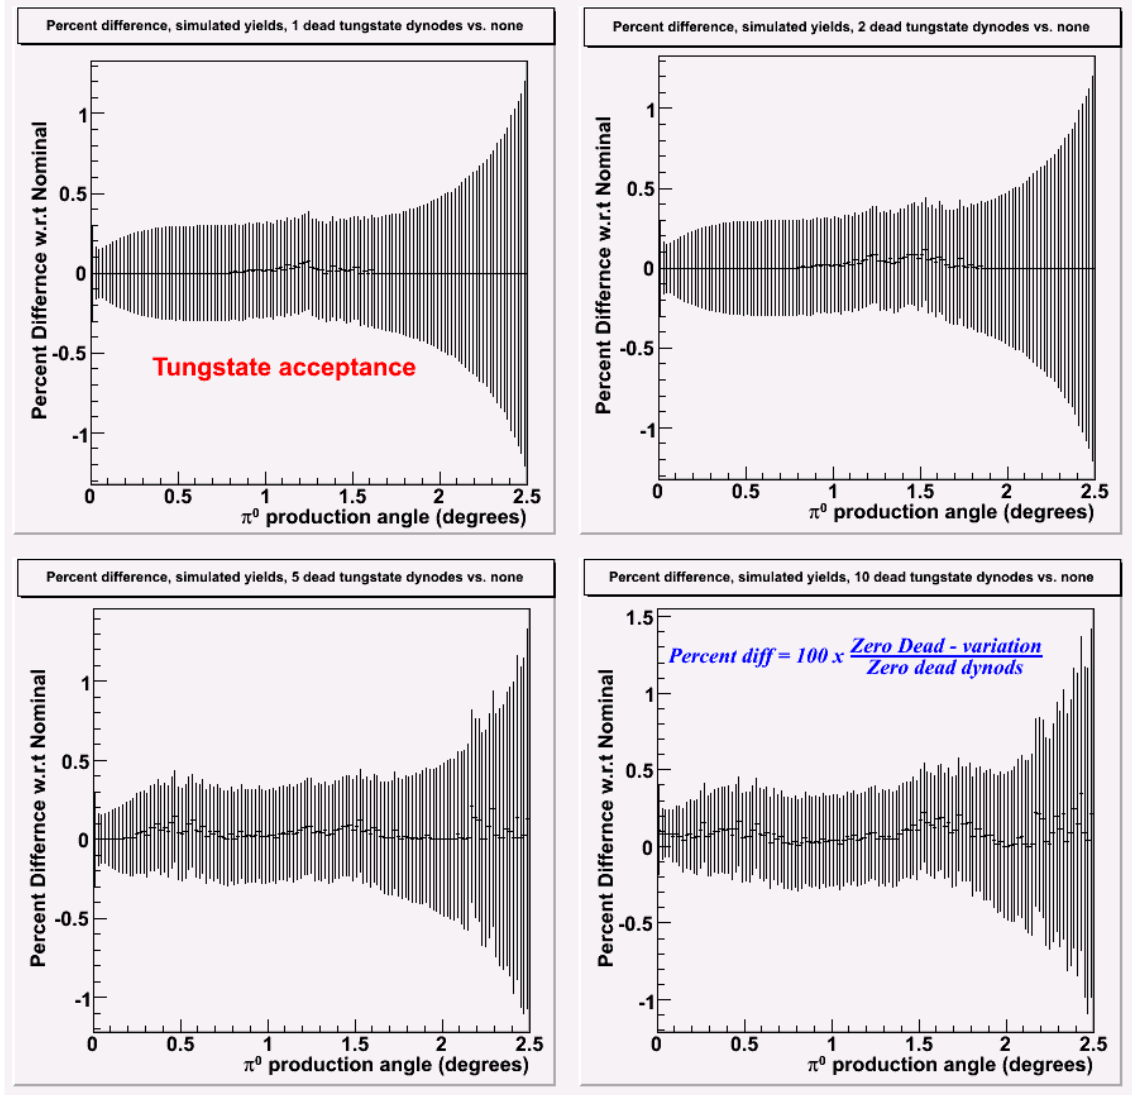 Percent difference, simulated yields, 1 dead tungstate dynodes vs. none
Percent Differnce w.r.t Nominal
1
0.5
0
-0.5
-1
Tungstate acceptance
0 0.5 1 1.5 2 2.5
π⁰ production angle (degrees)
Percent difference, simulated yields, 2 dead tungstate dynodes vs. none
Percent Differnce w.r.t Nominal
1
0.5
0
-0.5
-1
0 0.5 1 1.5 2 2.5
π⁰ production angle (degrees)
Percent difference, simulated yields, 5 dead tungstate dynodes vs. none
Percent Differnce w.r.t Nominal
1
0.5
0
-0.5
-1
0 0.5 1 1.5 2 2.5
π⁰ production angle (degrees)
Percent difference, simulated yields, 10 dead tungstate dynodes vs. none
Percent Differnce w.r.t Nominal
1.5
Percent diff = 100 x Zero Dead - variation
Zero dead dynods
1
0.5
0
-0.5
-1
0 0.5 1 1.5 2 2.5
π⁰ production angle (degrees)